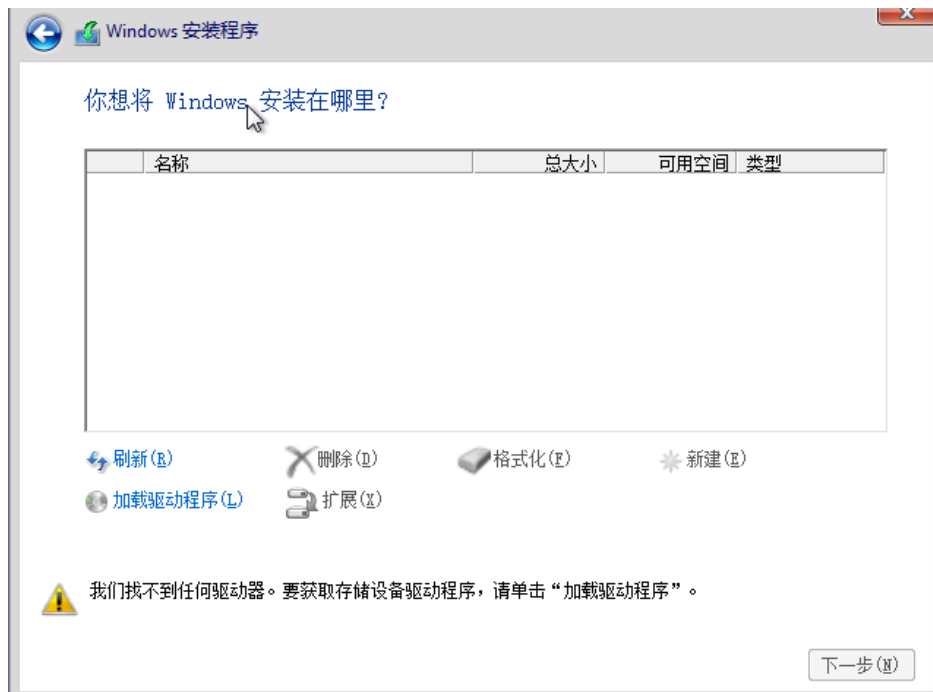 Windows 安装程序
你想将 Windows 安装在哪里?
名称 总大小 可用空间 类型
刷新(R) 删除(D) 格式化(F) 新建(E)
加载驱动程序(L) 扩展(X)
我们找不到任何驱动器。要获取存储设备驱动程序，请单击“加载驱动程序”。
下一步(N)